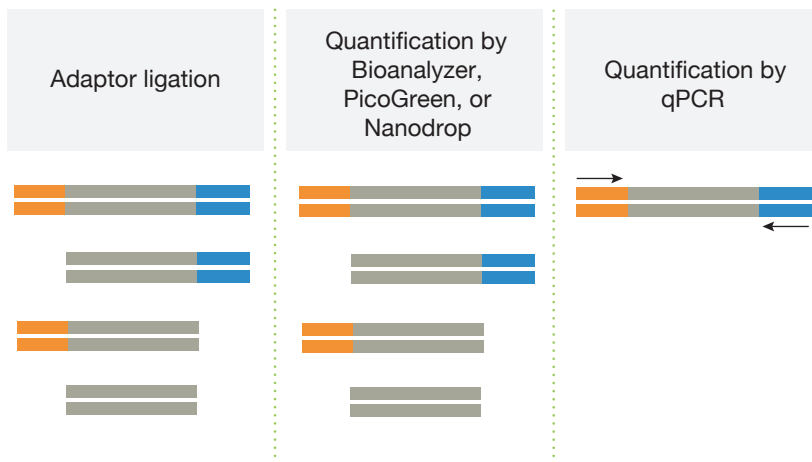 Adaptor ligation
Quantification by
Bioanalyzer,
PicoGreen, or
Nanodrop
Quantification by
qPCR